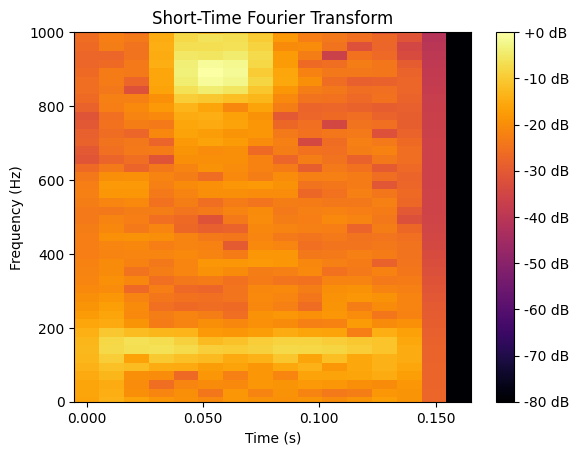 Short-Time Fourier Transform
1000
800
600
400
200
0
Frequency (Hz)
0.000
0.050
0.100
0.150
Time (s)
+0 dB
-10 dB
-20 dB
-30 dB
-40 dB
-50 dB
-60 dB
-70 dB
-80 dB